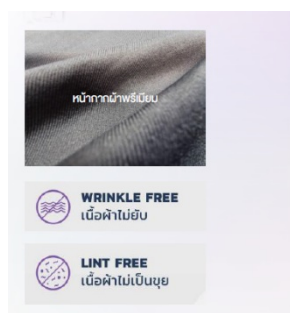 หน้ากากผ้าพรีเมียม
WRINKLE FREE
เนื้อผ้าไม่ยับ
LINT FREE
เนื้อผ้าไม่เป็นขุย